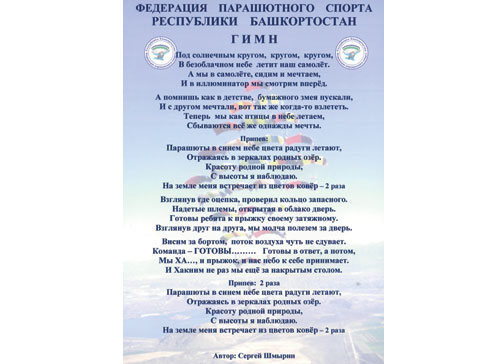 ФЕДЕРАЦИЯ ПАРАШЮТНОГО СПОРТА
РЕСПУБЛИКИ БАШКОРТОСТАН
ГИМН
Под солнечным кругом, кругом, кругом,
В безоблачном небе летит наш самолёт.
А мы в самолёте, сидим и мечтаем,
И в иллюминатор мы смотрим вперёд.
А помнишь как в детстве, бумажного змея пускали,
И с другом мечтали, вот так же когда-то взлететь.
Теперь мы как птицы в небе летаем,
Сбываются всё же однажды мечты.
Припев:
Парашюты в синем небе цвета радуги летают,
Отражаясь в зеркалах родных озёр.
Красоту родной природы,
С высоты я наблюдаю.
На земле меня встречает из цветов ковёр – 2 раза
Взглянув где оценка, проверил кольцо запасного.
Надетые шлемы, открытая в облако дверь.
Готовы ребята к прыжку своему затяжному.
Взглянув друг на друга, мы молча полезем за дверь.
Висим за бортом, поток воздуха чуть не сдувает.
Команда – ГОТОВЫ……… Готовы в ответ, а потом,
Мы ХА…, и прыжок, и нас небо к себе принимает.
И Хакним не раз мы ещё за накрытым столом.
Припев: 2 раза
Парашюты в синем небе цвета радуги летают,
Отражаясь в зеркалах родных озёр.
Красоту родной природы,
С высоты я наблюдаю.
На земле меня встречает из цветов ковёр – 2 раза
Автор: Сергей Шмырин